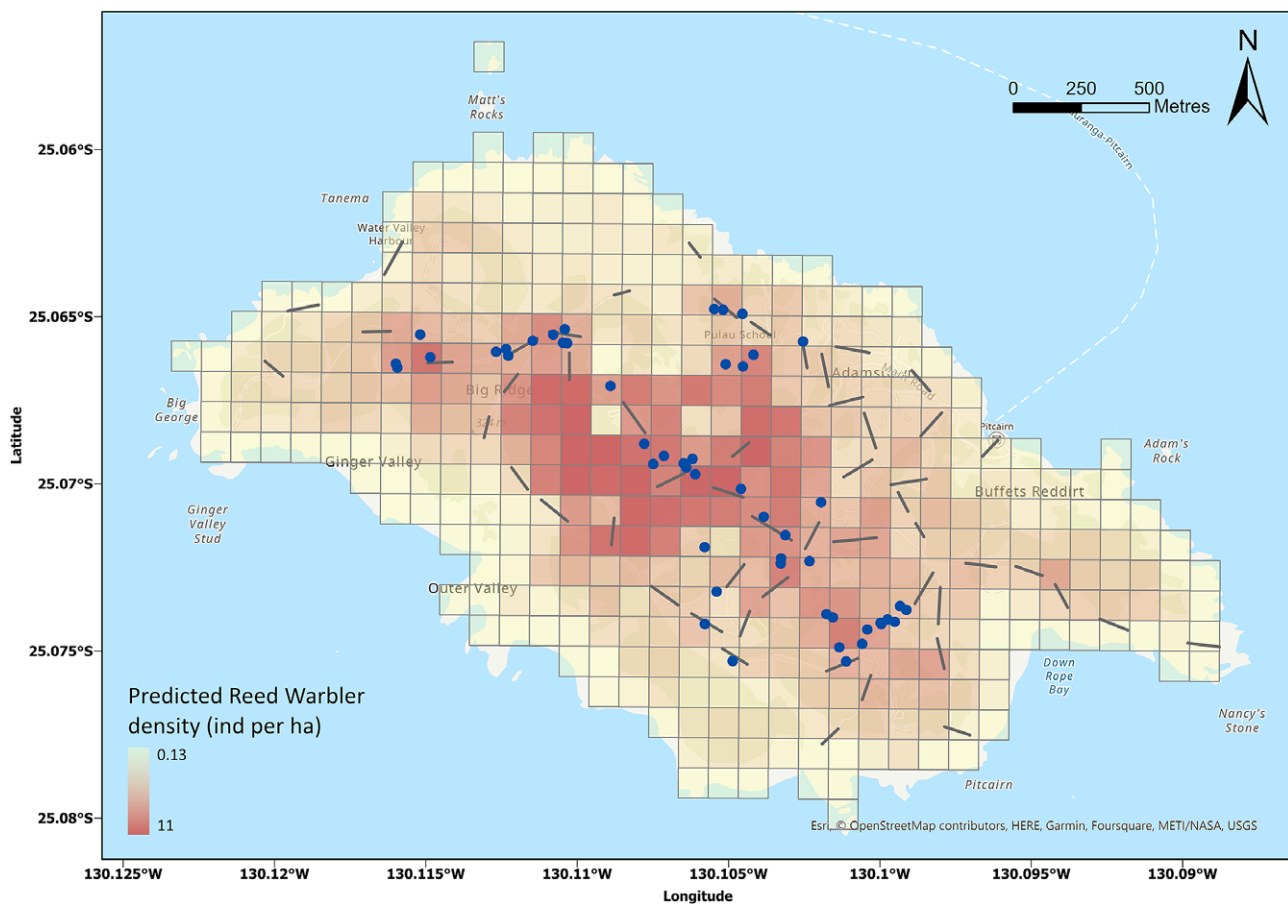 N
0 250 500
Metres
uranga-Pitcairn
Matt's
Rocks
25.06°S
Tanema
Water Valley
Harbour
25.065°S
Pulau School
Main Road
Big Ridge
Big
George
Pitcairn
Adam's
Rock
Latitude
Ginger Valley
25.07°S
Buffets Reddirt
Ginger
Valley
Stud
Outer Valley
25.075°S
Down
Rope
Bay
Predicted Reed Warbler
density (ind per ha)
0.13
11
Nancy's
Stone
Pitcairn
25.08°S
Esri, © OpenStreetMap contributors, HERE, Garmin, Foursquare, METI/NASA, USGS
130.125°W 130.12°W 130.115°W 130.11°W 130.105°W 130.1°W 130.095°W 130.09°W
Longitude